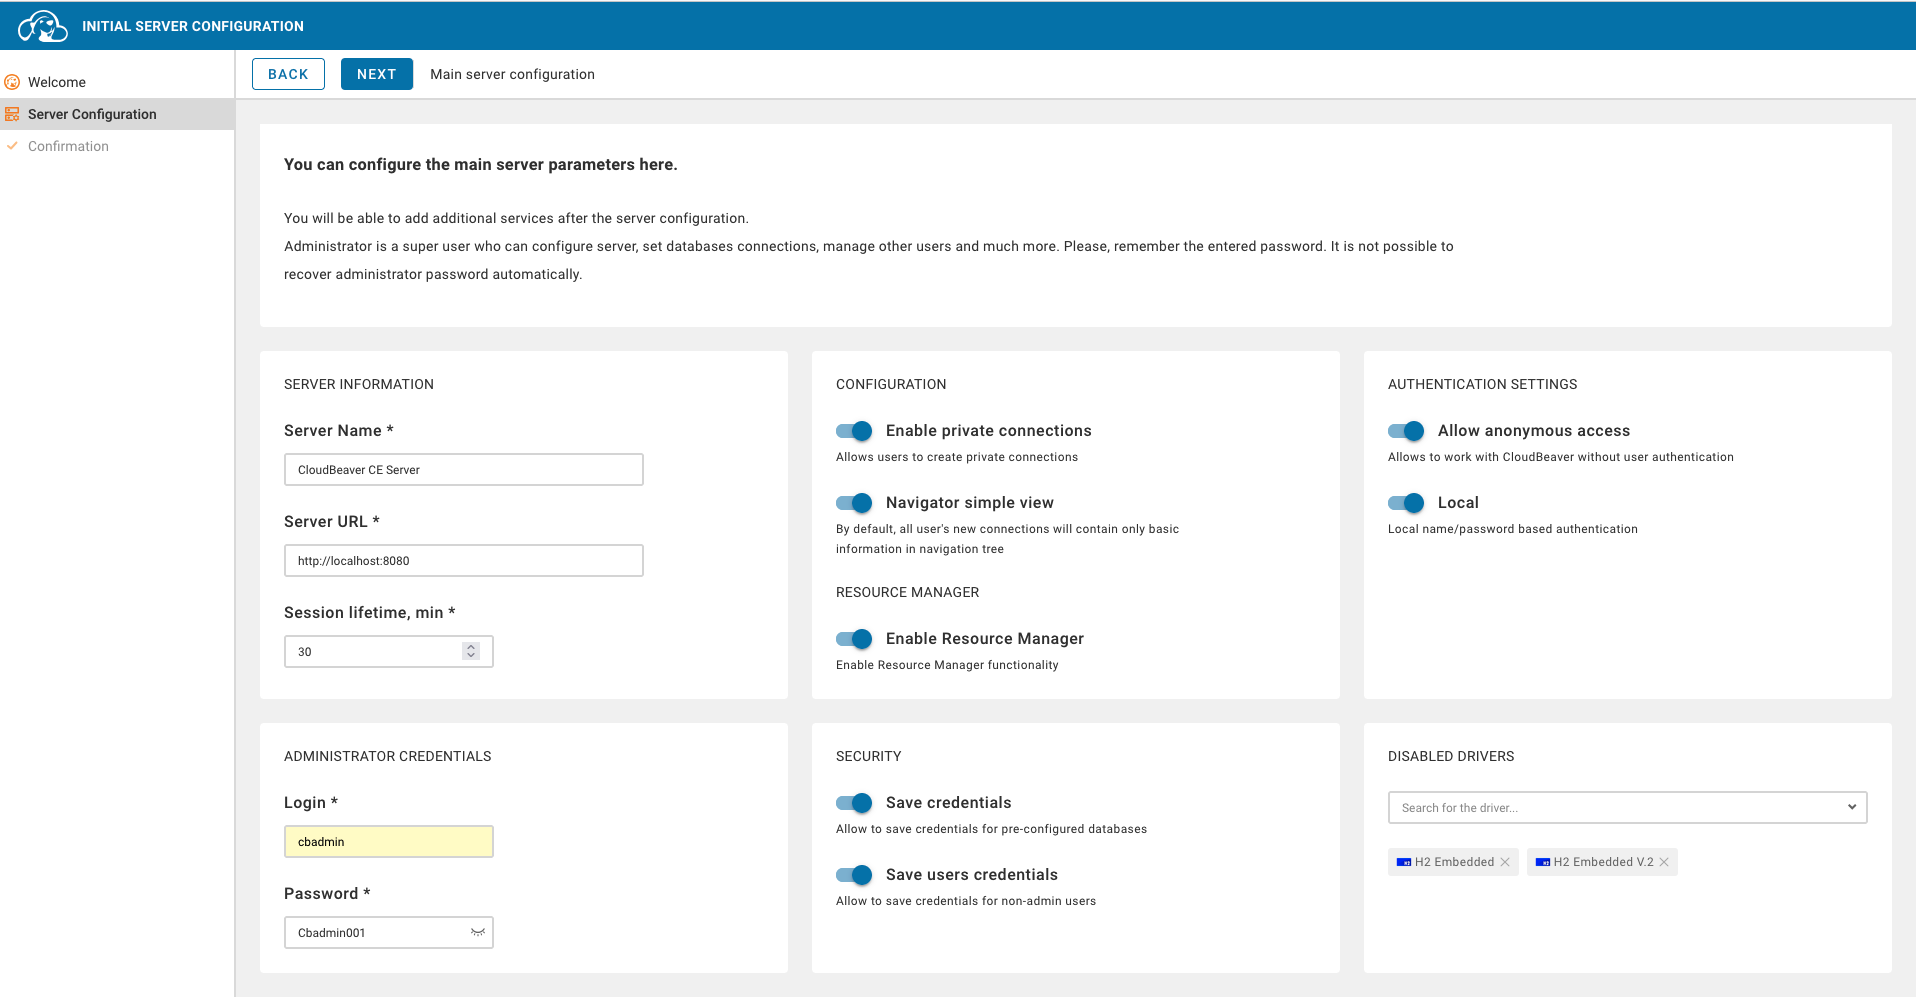 INITIAL SERVER CONFIGURATION
Welcome
Server Configuration
Confirmation
BACK
NEXT
Main server configuration
You can configure the main server parameters here.
You will be able to add additional services after the server configuration.
Administrator is a super user who can configure server, set databases connections, manage other users and much more. Please, remember the entered password. It is not possible to
recover administrator password automatically.
SERVER INFORMATION
Server Name *
CloudBeaver CE Server
Server URL *
http://localhost:8080
Session lifetime, min *
30
CONFIGURATION
Enable private connections
Allows users to create private connections
Navigator simple view
By default, all user's new connections will contain only basic
information in navigation tree
RESOURCE MANAGER
Enable Resource Manager
Enable Resource Manager functionality
AUTHENTICATION SETTINGS
Allow anonymous access
Allows to work with CloudBeaver without user authentication
Local
Local name/password based authentication
ADMINISTRATOR CREDENTIALS
Login *
cbadmin
Password *
Cbadmin001
SECURITY
Save credentials
Allow to save credentials for pre-configured databases
Save users credentials
Allow to save credentials for non-admin users
DISABLED DRIVERS
Search for the driver...
H2 Embedded
H2 Embedded V.2